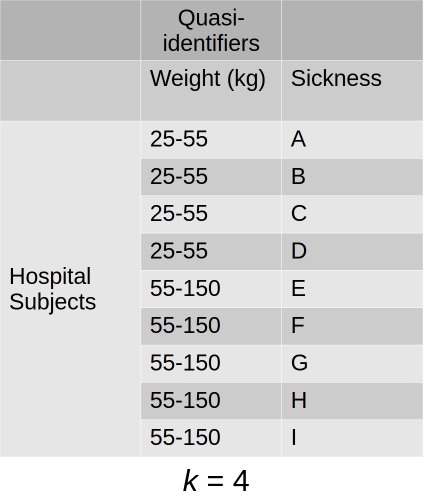 Quasi-
identifiers
Weight (kg) Sickness
25-55 A
25-55 B
25-55 C
25-55 D
Hospital
Subjects
55-150 E
55-150 F
55-150 G
55-150 H
55-150 I
k = 4